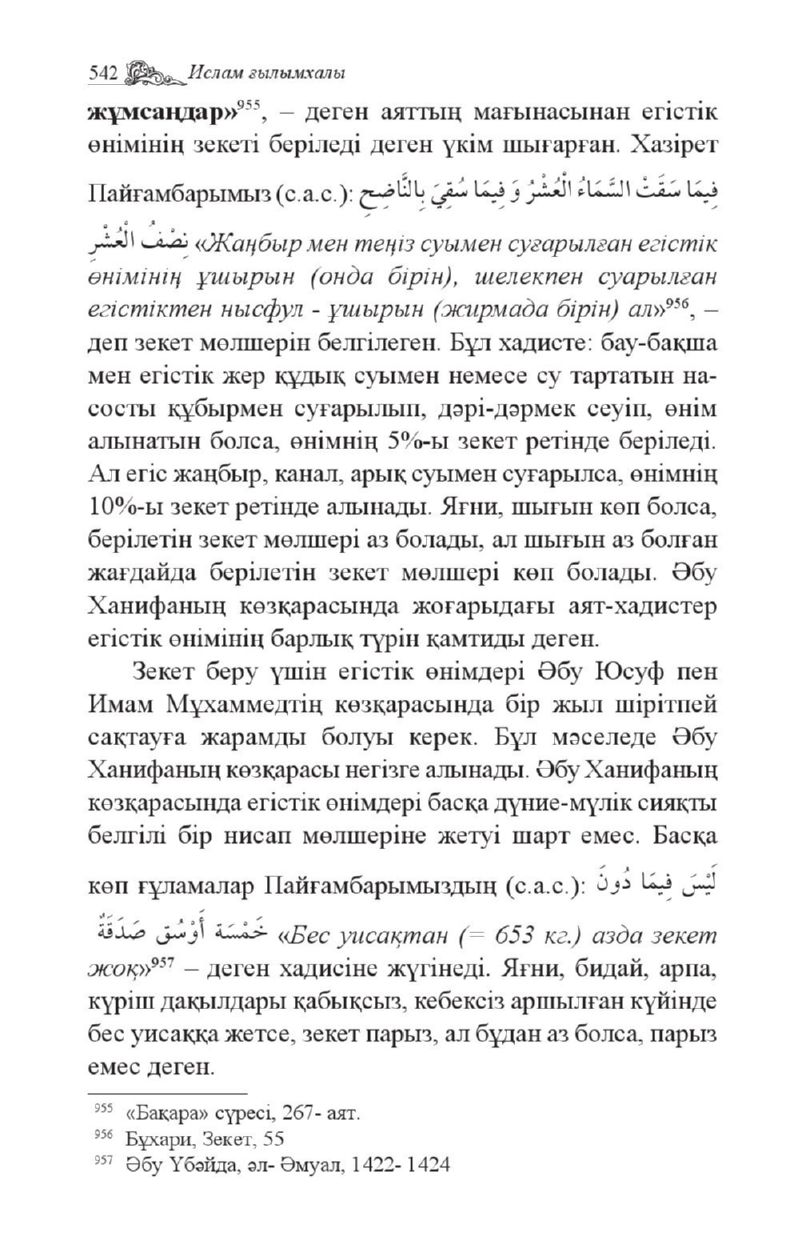 542 Ислам ғылымхалы
жұмсаңдар»⁹⁵⁵, – деген аяттың мағынасынан егістік
өнімінің зекеті беріледі деген үкім шығарған. Хазірет
Пайғамбарымыз (с.а.с.): فِيمَا سَقَتْ السَّمَاءُ الْعُشْرُ وَ فِيمَا سُقِيَ بِالنَّاضِحِ
نِصْفُ الْعُشْرِ «Жаңбыр мен теңіз суымен суғарылған егістік
өнімінің ұшырын (онда бірін), шелекпен суарылған
егістіктен нысфул - ұшырын (жирмада бірін) ал»⁹⁵⁶, –
деп зекет мөлшерін белгілеген. Бұл хадисте: бау-бақша
мен егістік жер құдық суымен немесе су тартатын на-
состы құбырмен суғарылып, дәрі-дәрмек сеуіп, өнім
алынатын болса, өнімнің 5%-ы зекет ретінде беріледі.
Ал егіс жаңбыр, канал, арық суымен суғарылса, өнімнің
10%-ы зекет ретінде алынады. Яғни, шығын көп болса,
берілетін зекет мөлшері аз болады, ал шығын аз болған
жағдайда берілетін зекет мөлшері көп болады. Әбу
Ханифаның көзқарасында жоғарыдағы аят-хадистер
егістік өнімінің барлық түрін қамтиды деген.
Зекет беру үшін егістік өнімдері Әбу Юсуф пен
Имам Мұхаммедтің көзқарасында бір жыл шірітпей
сақтауға жарамды болуы керек. Бұл мәселеде Әбу
Ханифаның көзқарасы негізге алынады. Әбу Ханифаның
көзқарасында егістік өнімдері басқа дүние-мүлік сияқты
белгілі бір нисап мөлшеріне жетуі шарт емес. Басқа
көп ғұламалар Пайғамбарымыздың (с.а.с.): لَيْسَ فِيمَا دُونَ
خَمْسَة أَوْسُقٍ صَدَقَةٌ «Бес уисақтан (= 653 кг.) азда зекет
жоқ»⁹⁵⁷ – деген хадисіне жүгінеді. Яғни, бидай, арпа,
күріш дақылдары қабықсыз, кебексіз аршылған күйінде
бес уисаққа жетсе, зекет парыз, ал бұдан аз болса, парыз
емес деген.
⁹⁵⁵ «Бақара» сүресі, 267- аят.
⁹⁵⁶ Бұхари, Зекет, 55
⁹⁵⁷ Әбу Үбәйда, әл- Әмуал, 1422- 1424